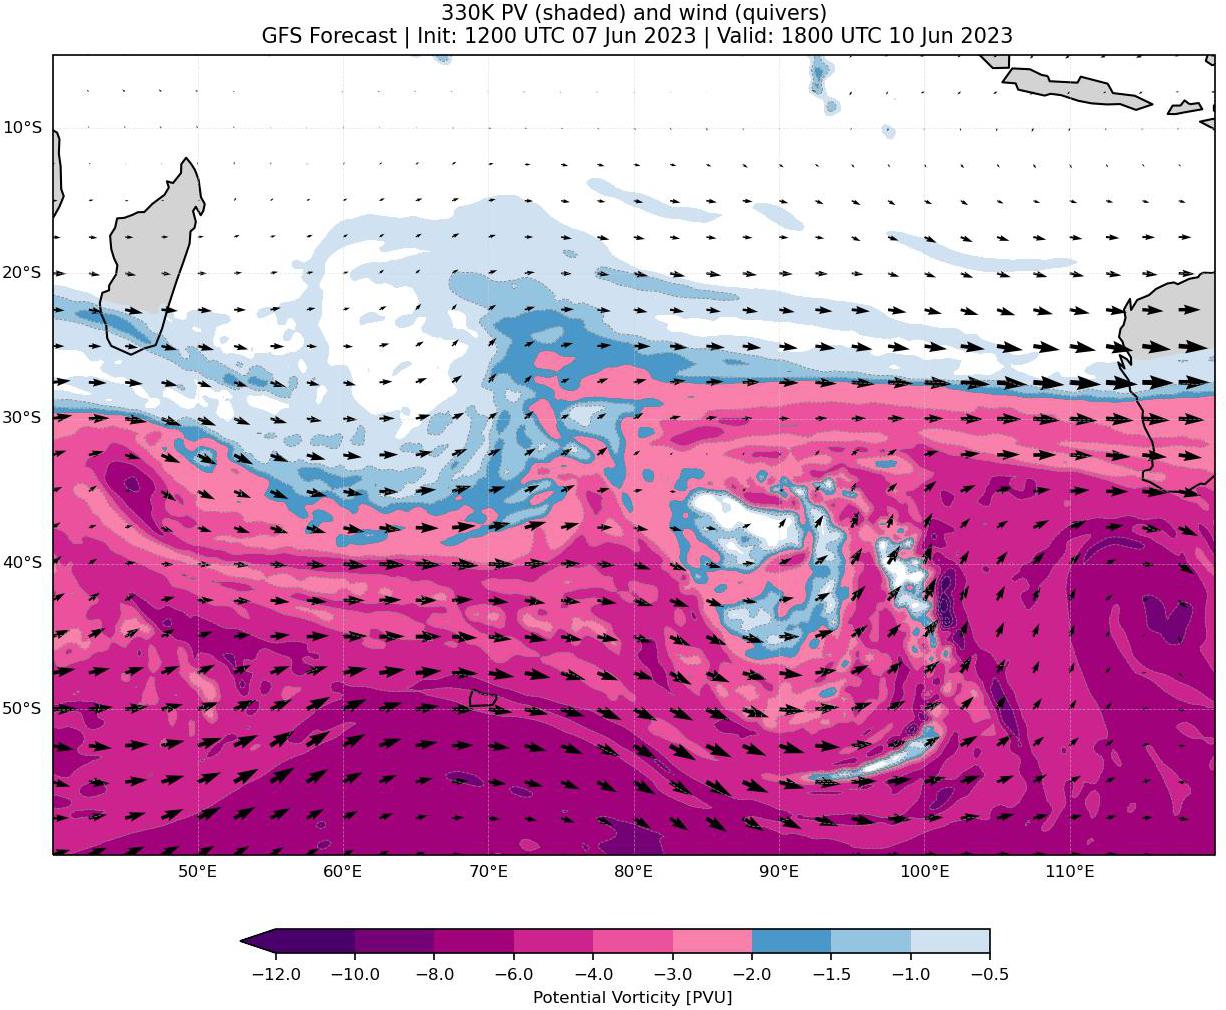 330K PV (shaded) and wind (quivers)
GFS Forecast | Init: 1200 UTC 07 Jun 2023 | Valid: 1800 UTC 10 Jun 2023
10°S
20°S
30°S
40°S
50°S
50°E 60°E 70°E 80°E 90°E 100°E 110°E
−12.0 −10.0 −8.0 −6.0 −4.0 −3.0 −2.0 −1.5 −1.0 −0.5
Potential Vorticity [PVU]